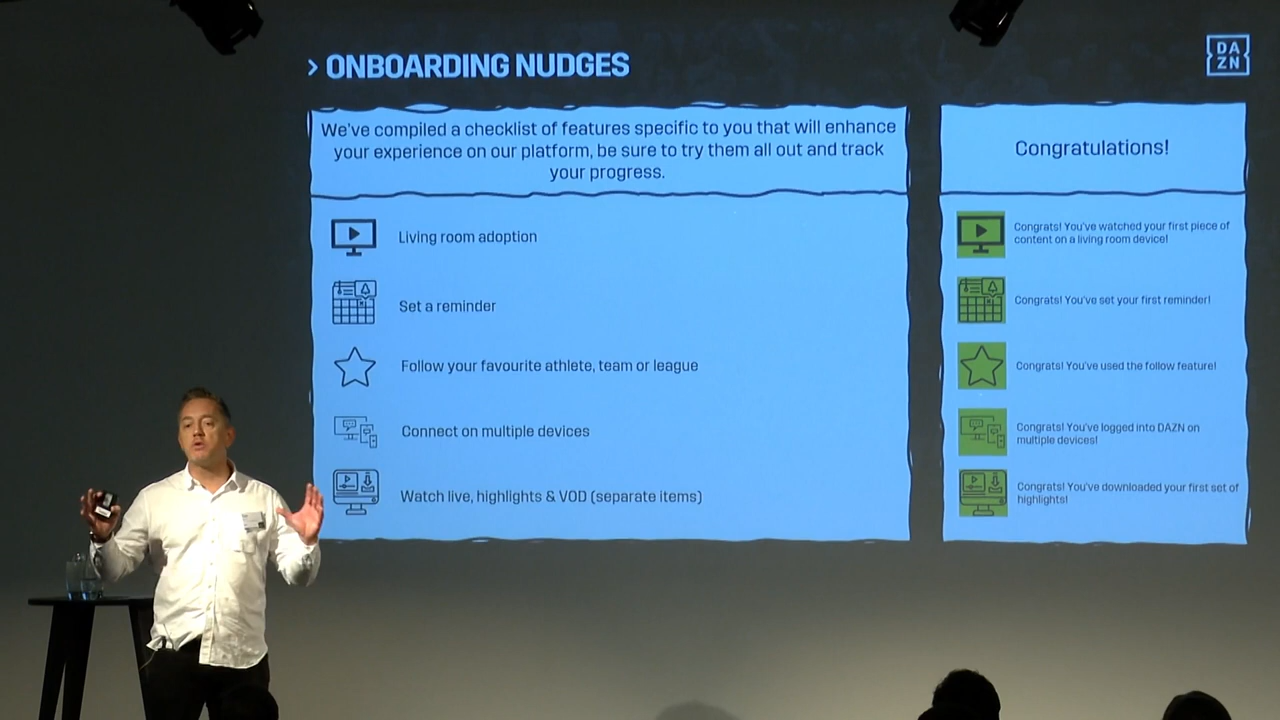 > ONBOARDING NUDGES
DA
ZN
We've compiled a checklist of features specific to you that will enhance
your experience on our platform, be sure to try them all out and track
your progress.
Living room adoption
Set a reminder
Follow your favourite athlete, team or league
Connect on multiple devices
Watch live, highlights & VOD (separate items)
Congratulations!
Congrats! You've watched your first piece of
content on a living room device!
Congrats! You've set your first reminder!
Congrats! You've used the follow feature!
Congrats! You've logged into DAZN on
multiple devices!
Congrats! You've downloaded your first set of
highlights!